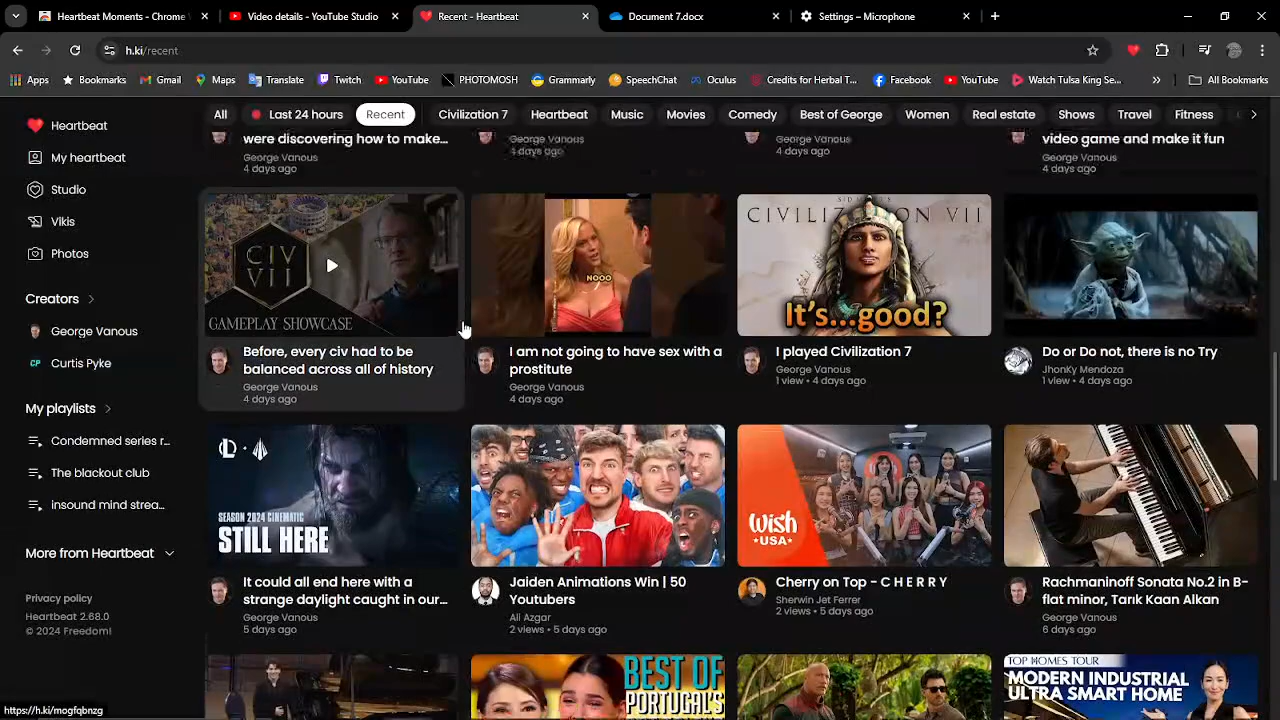 Heartbeat Moments - Chrome
Video details - YouTube Studio
Recent - Heartbeat
Document 7.docx
Settings – Microphone
h.ki/recent
Apps
Bookmarks
Gmail
Maps
Translate
Twitch
YouTube
PHOTOMOSH
Grammarly
SpeechChat
Oculus
Credits for Herbal T...
Facebook
YouTube
Watch Tulsa King Se...
All Bookmarks
Heartbeat
My heartbeat
Studio
Vikis
Photos
Creators
George Vanous
CP
Curtis Pyke
My playlists
Condemned series r...
The blackout club
insound mind strea...
More from Heartbeat
Privacy policy
Heartbeat 2.68.0
© 2024 Freedom!
All
Last 24 hours
Recent
Civilization 7
Heartbeat
Music
Movies
Comedy
Best of George
Women
Real estate
Shows
Travel
Fitness
were discovering how to make...
George Vanous
4 days ago
George Vanous
4 days ago
George Vanous
4 days ago
video game and make it fun
George Vanous
4 days ago
CIV
VII
GAMEPLAY SHOWCASE
Before, every civ had to be
balanced across all of history
George Vanous
4 days ago
NOOO
I am not going to have sex with a
prostitute
George Vanous
4 days ago
SID MEIER'S
CIVILIZATION VII
It's...good?
I played Civilization 7
George Vanous
1 view • 4 days ago
Do or Do not, there is no Try
JhonKy Mendoza
1 view • 4 days ago
SEASON 2024 CINEMATIC
STILL HERE
It could all end here with a
strange daylight caught in our...
George Vanous
5 days ago
Jaiden Animations Win | 50
Youtubers
Ali Azgar
2 views • 5 days ago
Wish
USA
Cherry on Top - C H E R R Y
Sherwin Jet Ferrer
2 views • 5 days ago
Rachmaninoff Sonata No.2 in B-
flat minor, Tarık Kaan Alkan
George Vanous
6 days ago
BEST OF
PORTUGAL'S
TOP HOMES TOUR
MODERN INDUSTRIAL
ULTRA SMART HOME
https://h.ki/mogfqbnzg